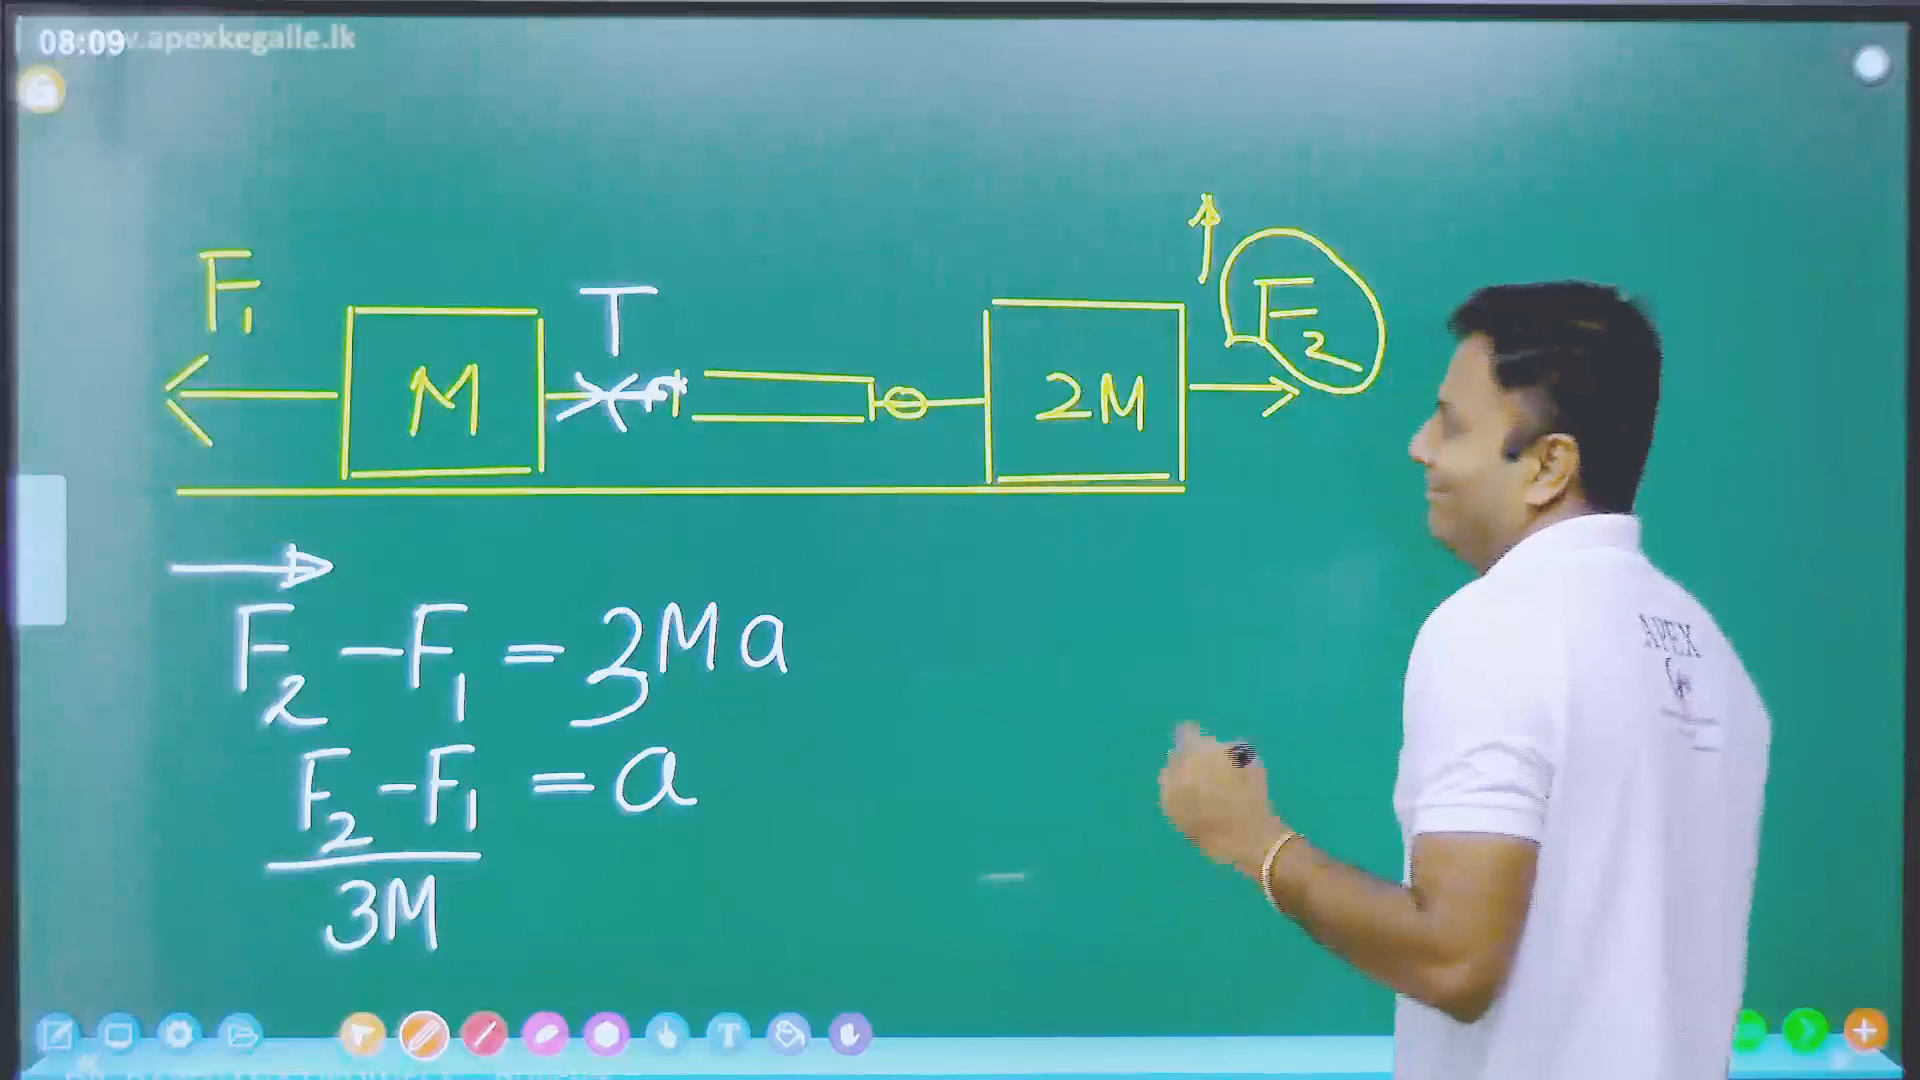 08:09
.apexkegalle.lk
F₁
M
T
2M
F₂
F₂ - F₁ = 3Ma
F₂ - F₁ = a
3M
APEX
T